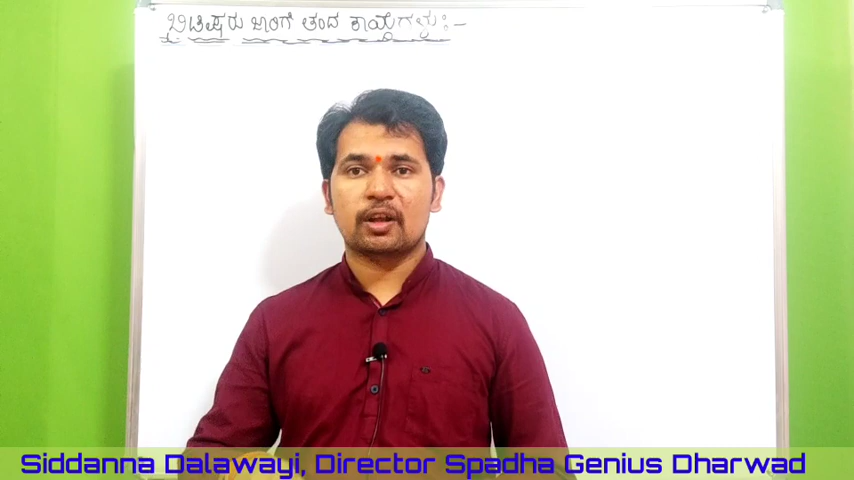 ಬ್ರಿಟಿಷರು ಜಾರಿಗೆ ತಂದ ಕಾಯ್ದೆಗಳು :-
Siddanna Dalawayi, Director Spadha Genius Dharwad